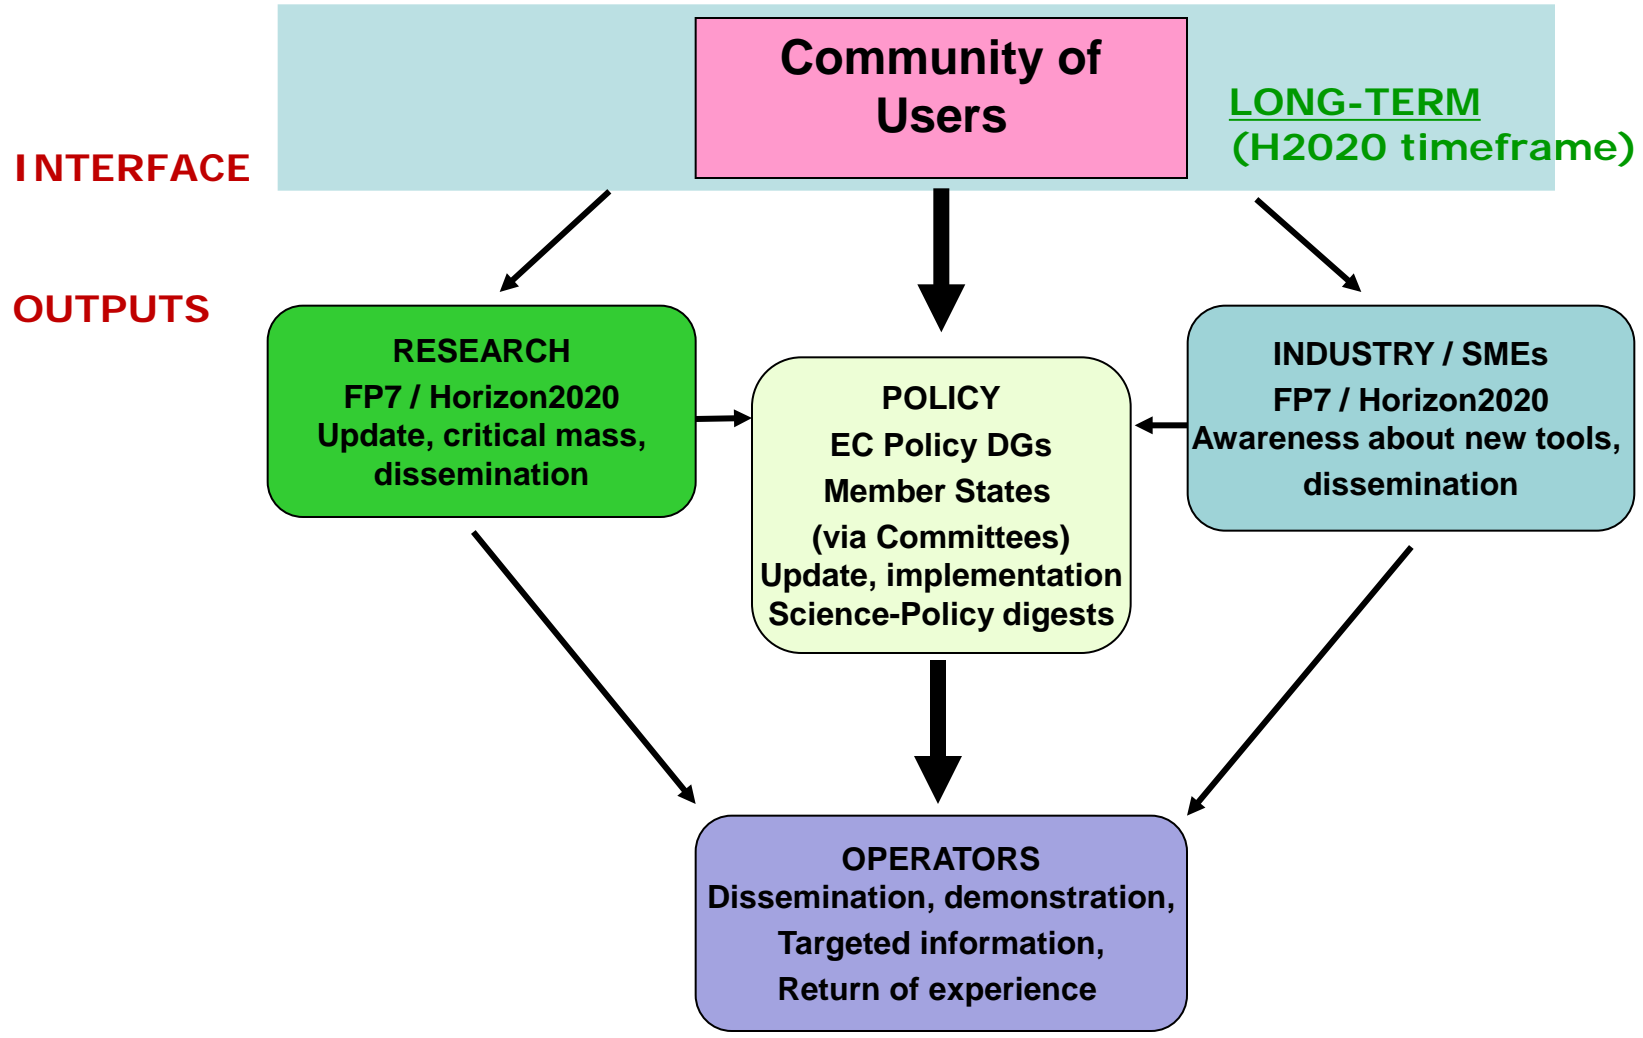 Community of
Users
LONG-TERM
(H2020 timeframe)
INTERFACE
OUTPUTS
RESEARCH
FP7 / Horizon2020
Update, critical mass,
dissemination
POLICY
EC Policy DGs
Member States
(via Committees)
Update, implementation
Science-Policy digests
INDUSTRY / SMEs
FP7 / Horizon2020
Awareness about new tools,
dissemination
OPERATORS
Dissemination, demonstration,
Targeted information,
Return of experience